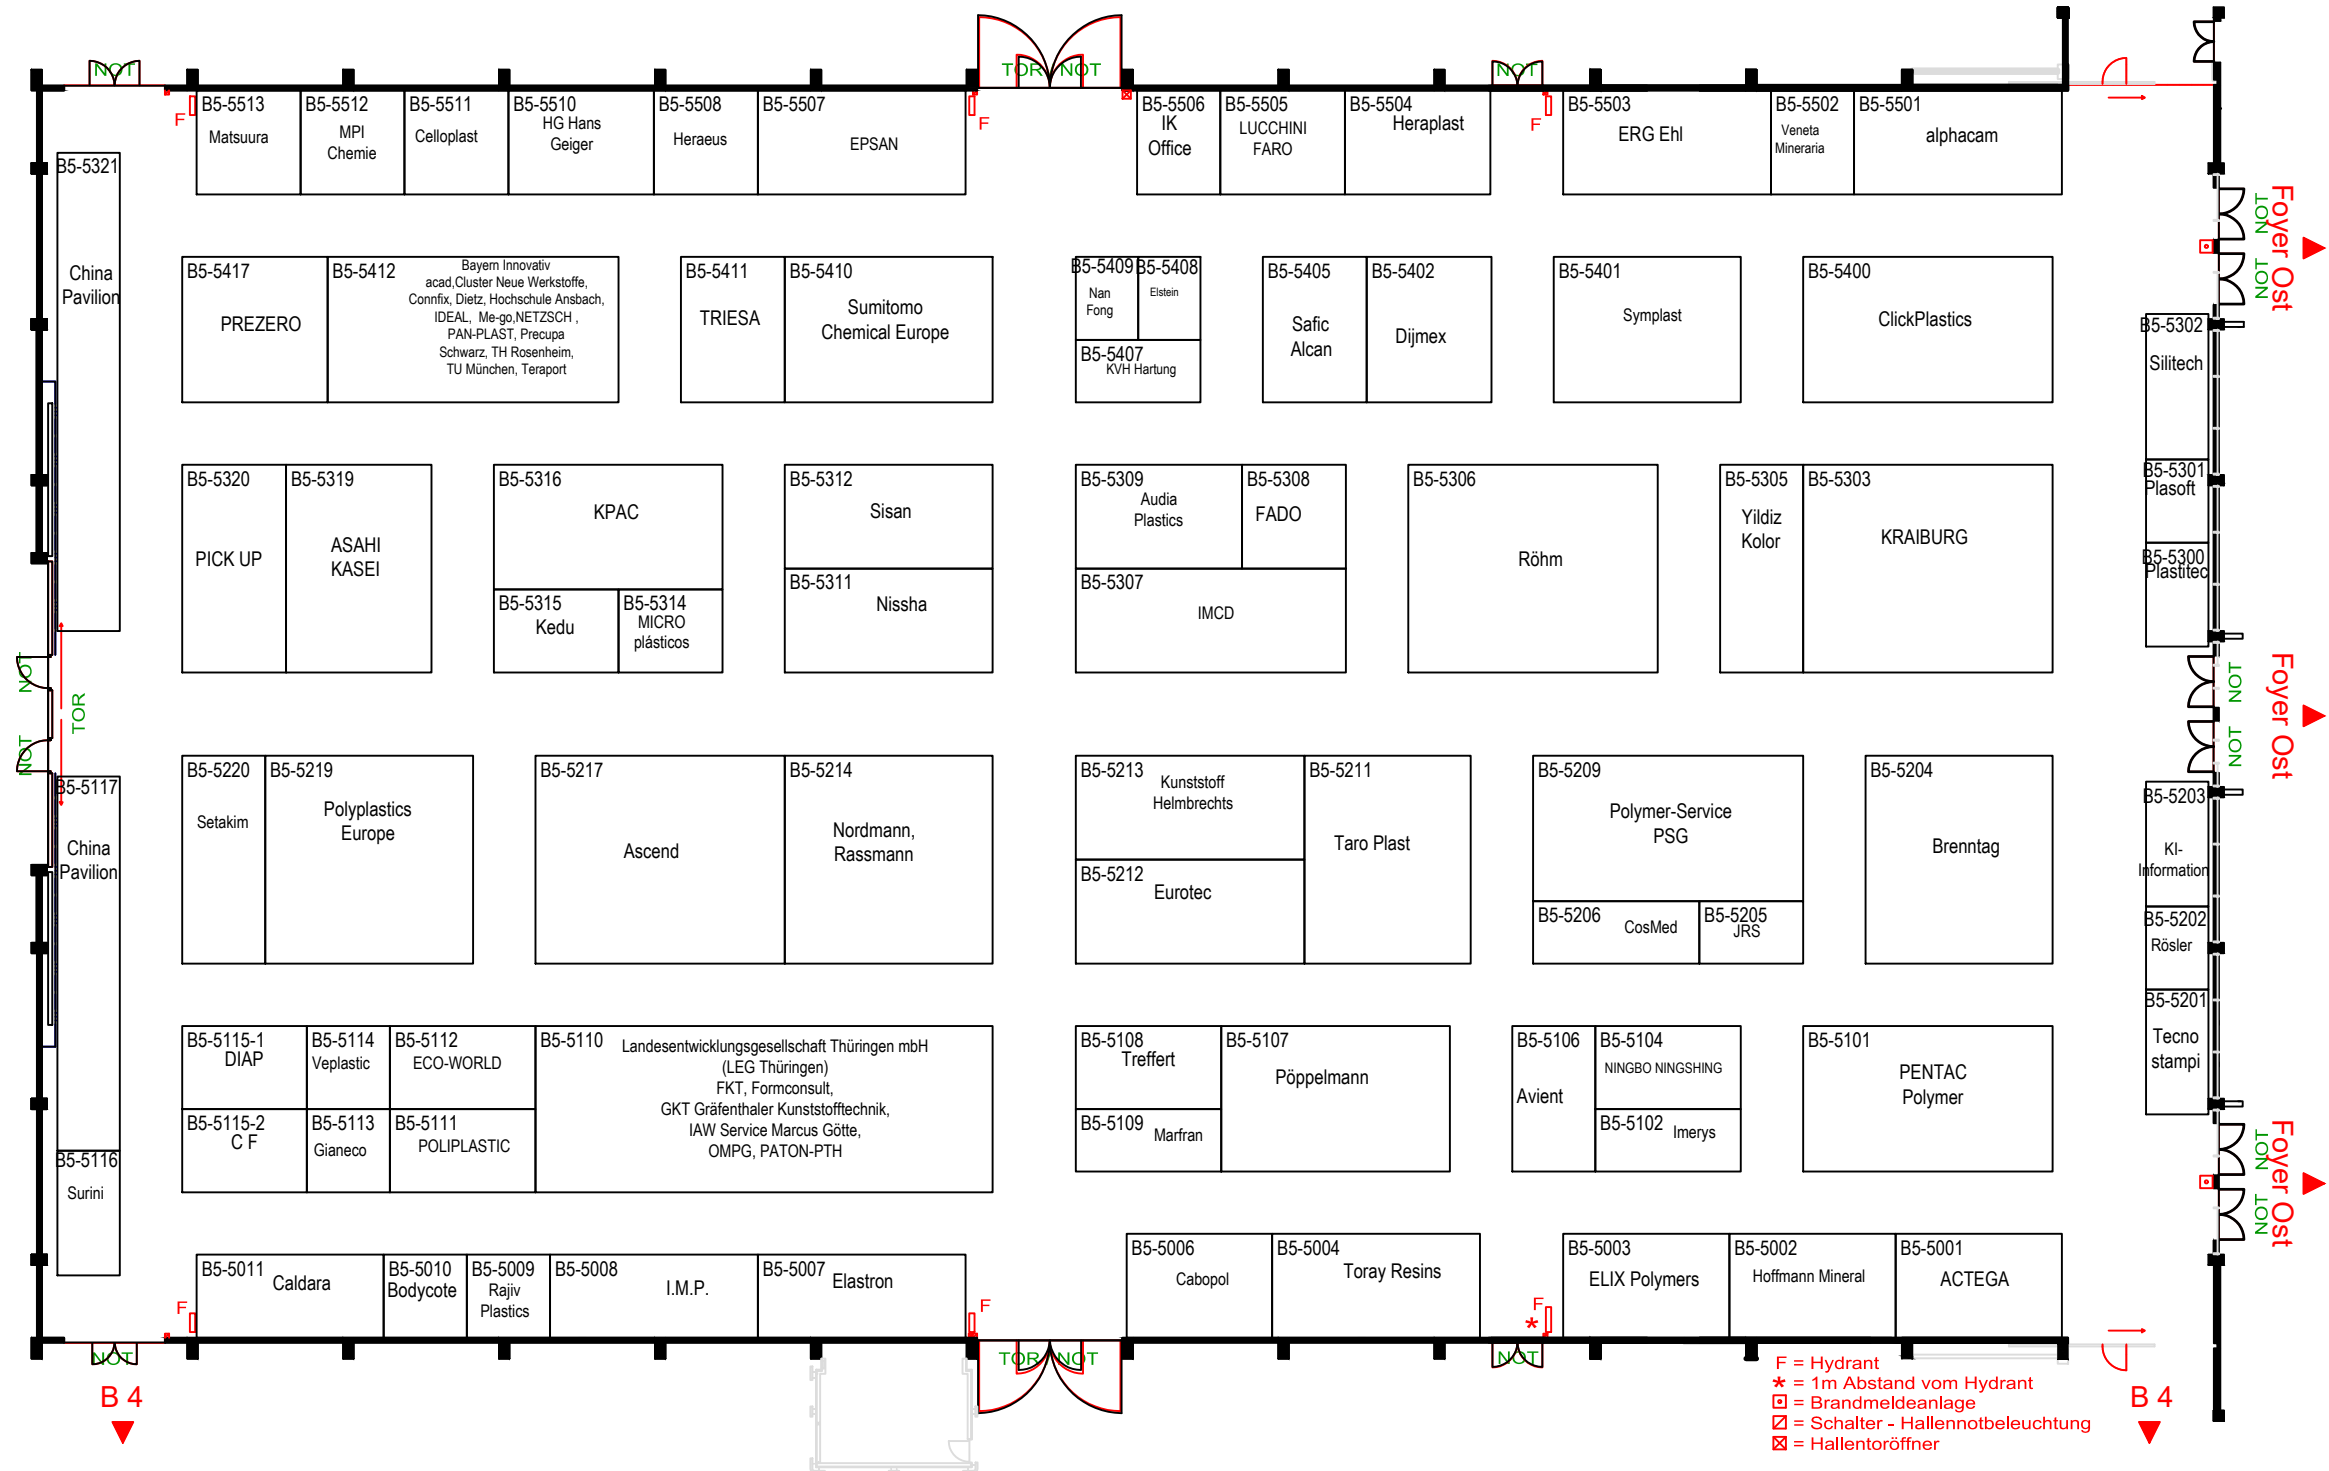 NOT
TOR NOT
NOT
B5-5513
Matsuura
B5-5512
MPI
Chemie
B5-5511
Celloplast
B5-5510
HG Hans
Geiger
B5-5508
Heraeus
B5-5507
EPSAN
B5-5506
IK
Office
B5-5505
LUCCHINI
FARO
B5-5504
Heraplast
B5-5503
ERG Ehl
B5-5502
Veneta
Mineraria
B5-5501
alphacam
F
F
F
B5-5321
China
Pavilion
B5-5417
PREZERO
B5-5412
Bayern Innovativ
acad,Cluster Neue Werkstoffe,
Connfix, Dietz, Hochschule Ansbach,
IDEAL, Me-go,NETZSCH ,
PAN-PLAST, Precupa
Schwarz, TH Rosenheim,
TU München, Teraport
B5-5411
TRIESA
B5-5410
Sumitomo
Chemical Europe
B5-5409
Nan
Fong
B5-5408
Elstein
B5-5407
KVH Hartung
B5-5405
Safic
Alcan
B5-5402
Dijmex
B5-5401
Symplast
B5-5400
ClickPlastics
NOT
NOT
Foyer Ost
B5-5302
Silitech
B5-5301
Plasoft
B5-5300
Plastitec
B5-5320
PICK UP
B5-5319
ASAHI
KASEI
B5-5316
KPAC
B5-5315
Kedu
B5-5314
MICRO
plásticos
B5-5312
Sisan
B5-5311
Nissha
B5-5309
Audia
Plastics
B5-5308
FADO
B5-5307
IMCD
B5-5306
Röhm
B5-5305
Yildiz
Kolor
B5-5303
KRAIBURG
NOT
TOR
NOT
NOT
NOT
Foyer Ost
B5-5117
China
Pavilion
B5-5220
Setakim
B5-5219
Polyplastics
Europe
B5-5217
Ascend
B5-5214
Nordmann,
Rassmann
B5-5213
Kunststoff
Helmbrechts
B5-5212
Eurotec
B5-5211
Taro Plast
B5-5209
Polymer-Service
PSG
B5-5206
CosMed
B5-5205
JRS
B5-5204
Brenntag
B5-5203
KI-
Information
B5-5202
Rösler
B5-5201
Tecno
stampi
B5-5115-1
DIAP
B5-5114
Veplastic
B5-5112
ECO-WORLD
B5-5115-2
C F
B5-5113
Gianeco
B5-5111
POLIPLASTIC
B5-5110
Landesentwicklungsgesellschaft Thüringen mbH
(LEG Thüringen)
FKT, Formconsult,
GKT Gräfenthaler Kunststofftechnik,
IAW Service Marcus Götte,
OMPG, PATON-PTH
B5-5108
Treffert
B5-5109
Marfran
B5-5107
Pöppelmann
B5-5106
Avient
B5-5104
NINGBO NINGSHING
B5-5102
Imerys
B5-5101
PENTAC
Polymer
NOT
NOT
Foyer Ost
B5-5116
Surini
B5-5011
Caldara
B5-5010
Bodycote
B5-5009
Rajiv
Plastics
B5-5008
I.M.P.
B5-5007
Elastron
B5-5006
Cabopol
B5-5004
Toray Resins
B5-5003
ELIX Polymers
B5-5002
Hoffmann Mineral
B5-5001
ACTEGA
F
F
F
*
NOT
TOR NOT
NOT
B 4
F = Hydrant
* = 1m Abstand vom Hydrant
= Brandmeldeanlage
= Schalter - Hallennotbeleuchtung
= Hallentoröffner
B 4